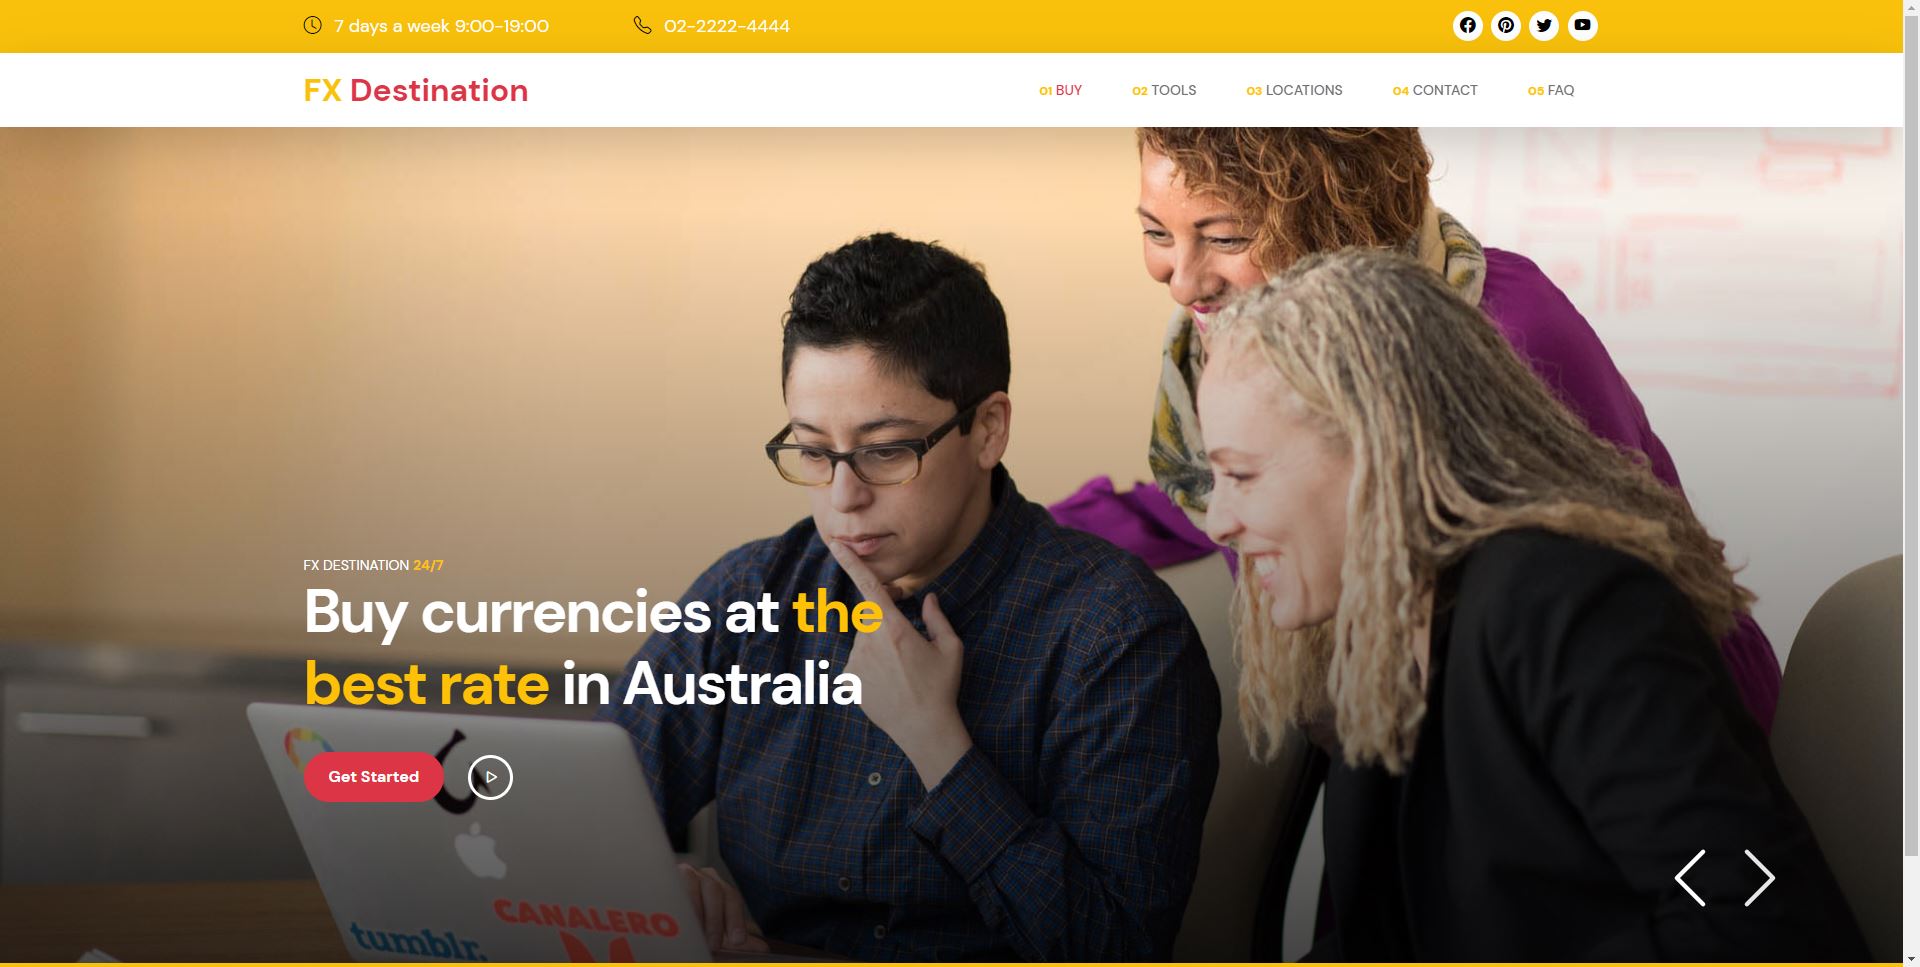 7 days a week 9:00-19:00
02-2222-4444
FX Destination
01 BUY
02 TOOLS
03 LOCATIONS
04 CONTACT
05 FAQ
FX DESTINATION 24/7
Buy currencies at the
best rate in Australia
Get Started
CANALERO
tumblr.